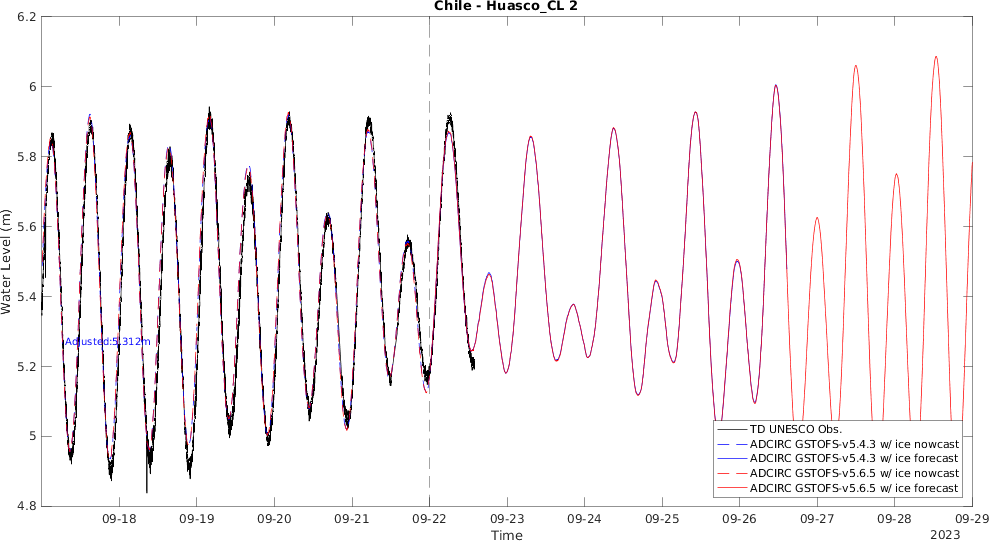 Chile - Huasco_CL 2
6.2
6
5.8
5.6
5.4
5.2
5
4.8
Water Level (m)
Adjusted:5.312m
TD UNESCO Obs.
ADCIRC GSTOFS-v5.4.3 w/ ice nowcast
ADCIRC GSTOFS-v5.4.3 w/ ice forecast
ADCIRC GSTOFS-v5.6.5 w/ ice nowcast
ADCIRC GSTOFS-v5.6.5 w/ ice forecast
09-18 09-19 09-20 09-21 09-22 09-23 09-24 09-25 09-26 09-27 09-28 09-29
Time
2023